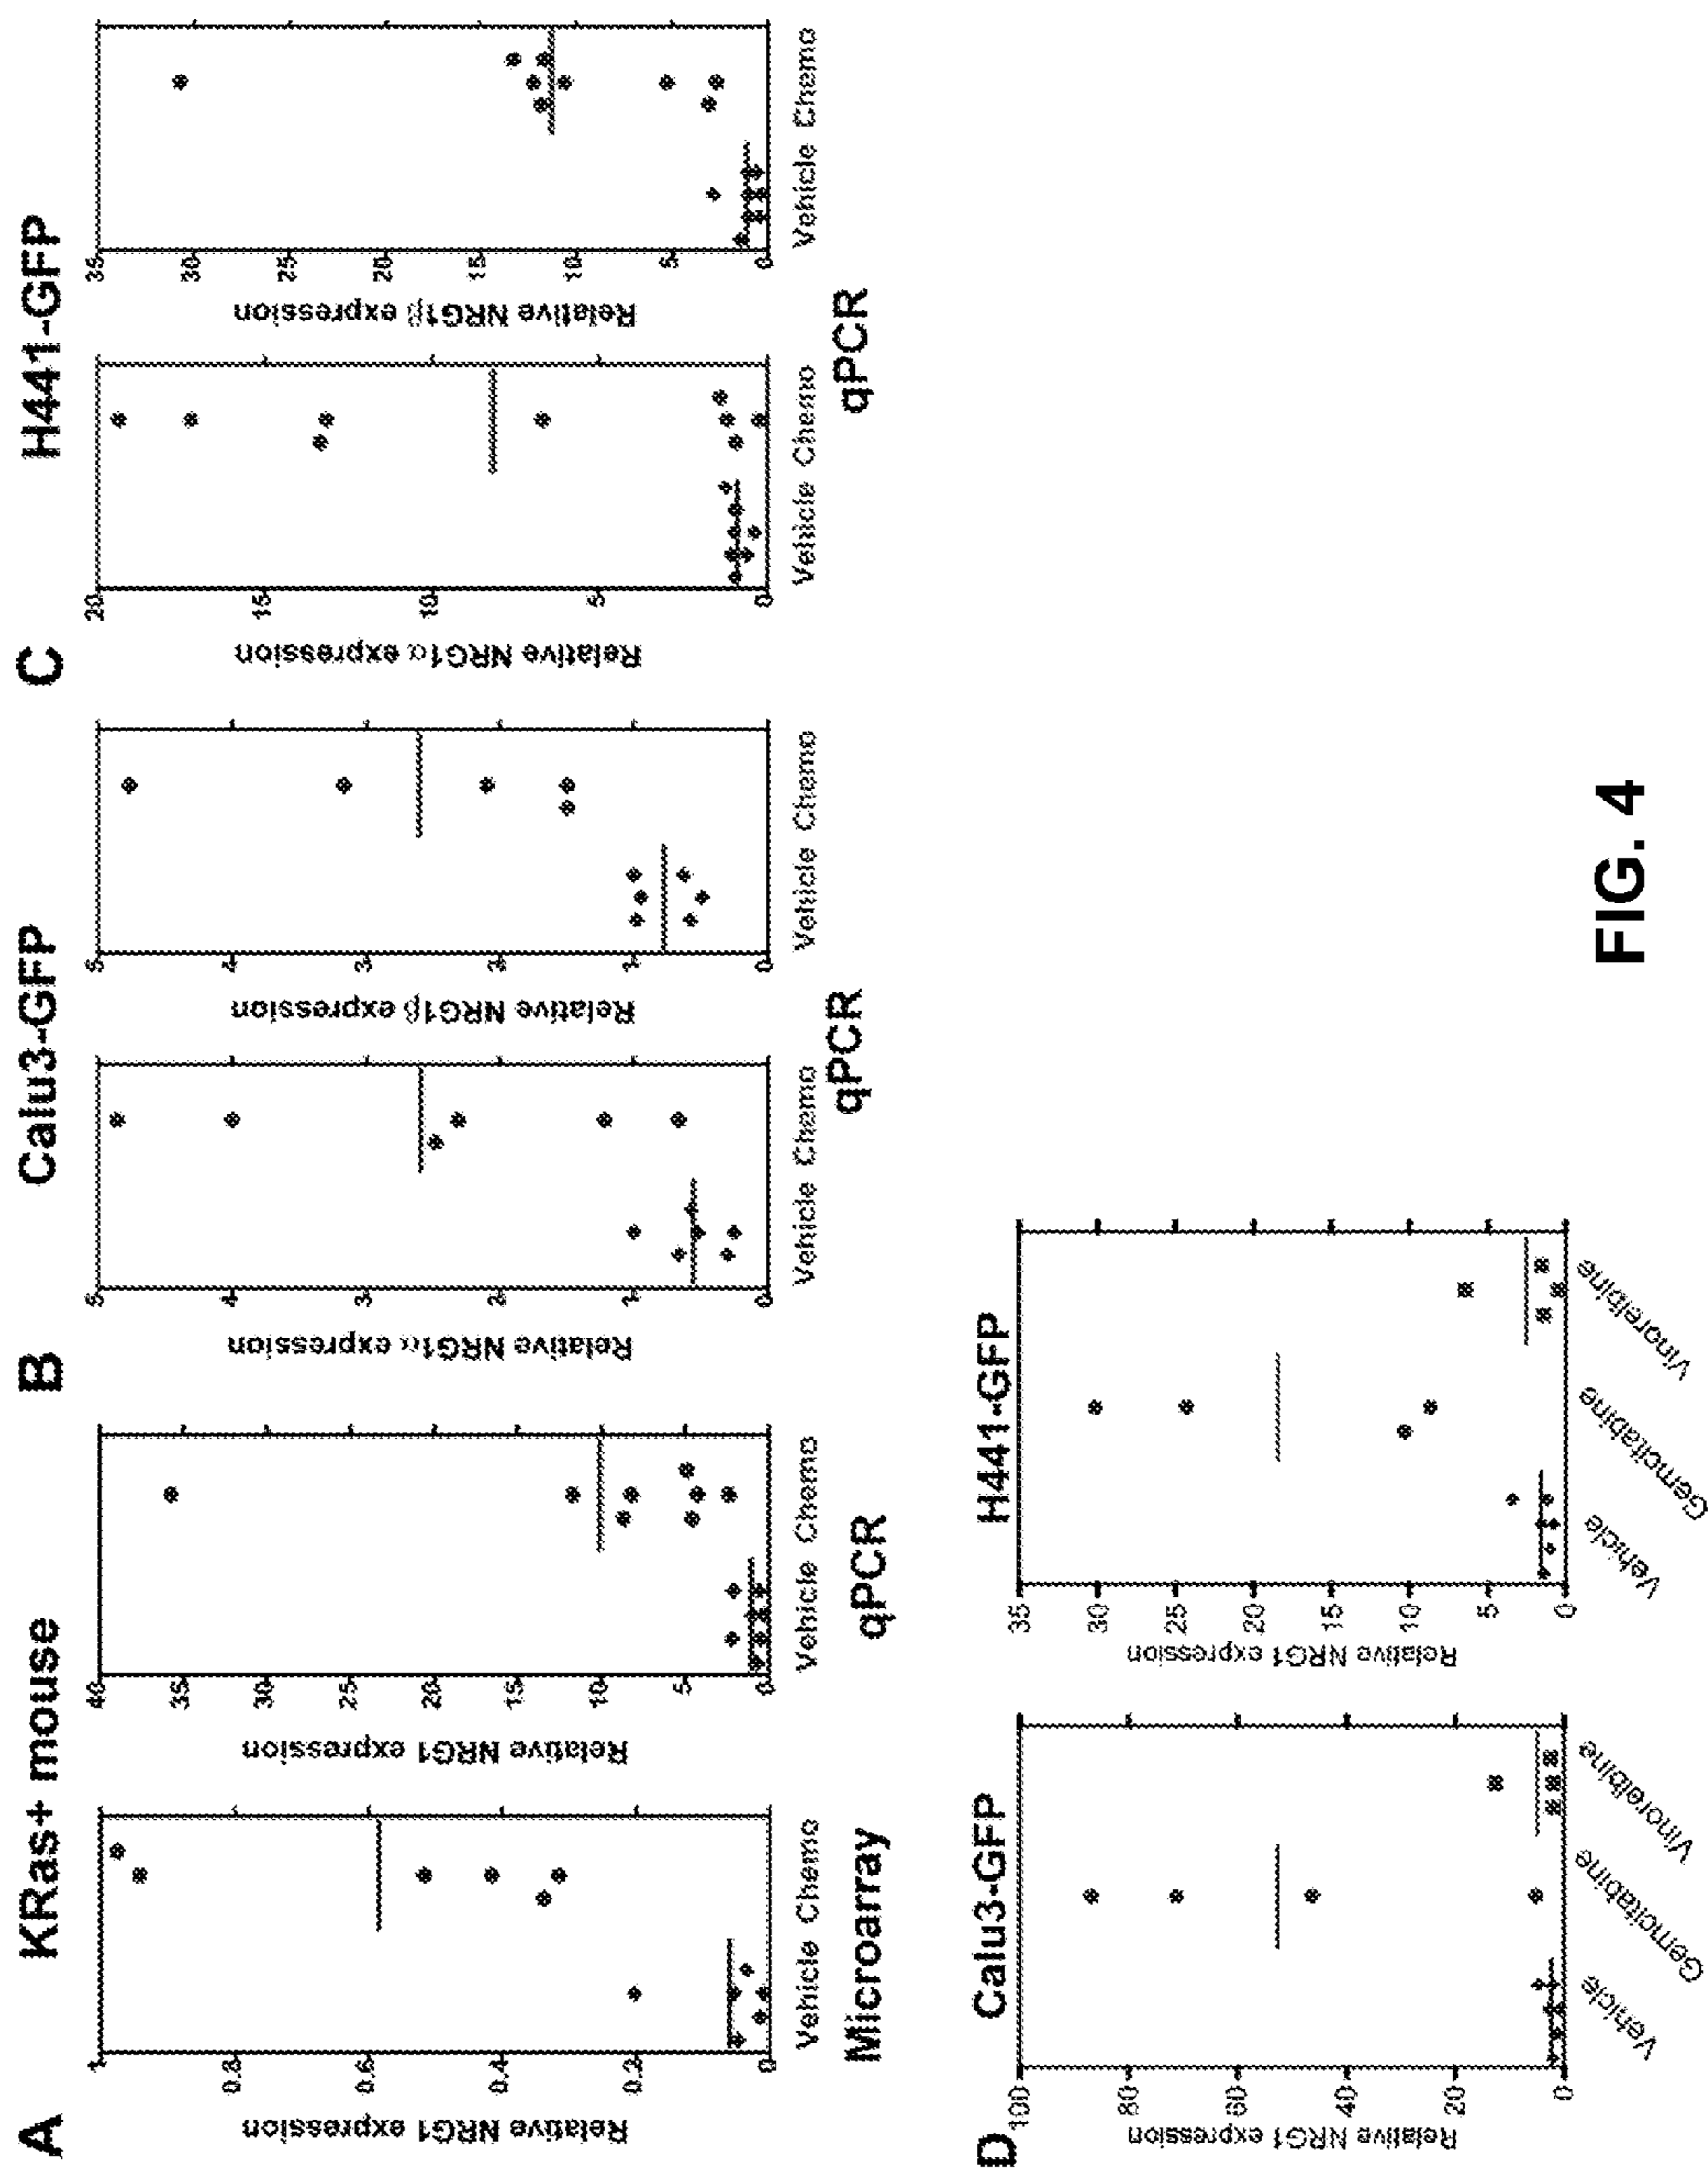 A
KRas+ mouse
Relative NRG1 expression
1
0.8
0.6
0.4
0.2
0
Vehicle Chemo
Microarray
Relative NRG1 expression
40
35
30
25
20
15
10
5
0
Vehicle Chemo
qPCR
B
Calu3-GFP
Relative NRG1α expression
5
4
3
2
1
0
Vehicle Chemo
Relative NRG1β expression
5
4
3
2
1
0
Vehicle Chemo
qPCR
C
H441-GFP
Relative NRG1α expression
20
15
10
5
0
Vehicle Chemo
Relative NRG1β expression
35
30
25
20
15
10
5
0
Vehicle Chemo
qPCR
D
Calu3-GFP
Relative NRG1 expression
100
80
60
40
20
0
Vehicle
Gemcitabine
Vinorelbine
H441-GFP
Relative NRG1 expression
35
30
25
20
15
10
5
0
Vehicle
Gemcitabine
Vinorelbine
FIG. 4